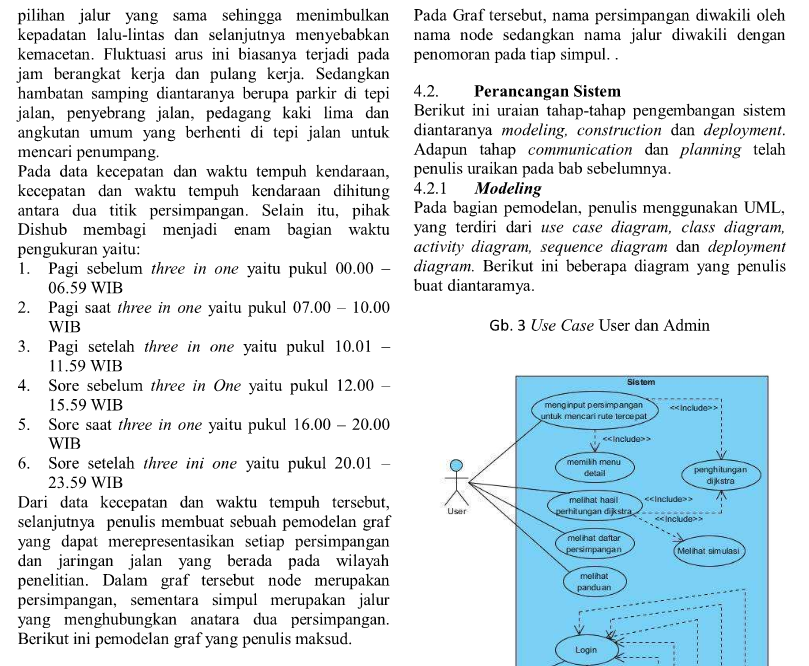 pilihan jalur yang sama sehingga menimbulkan
kepadatan lalu-lintas dan selanjutnya menyebabkan
kemacetan. Fluktuasi arus ini biasanya terjadi pada
jam berangkat kerja dan pulang kerja. Sedangkan
hambatan samping diantaranya berupa parkir di tepi
jalan, penyebrang jalan, pedagang kaki lima dan
angkutan umum yang berhenti di tepi jalan untuk
mencari penumpang.
Pada data kecepatan dan waktu tempuh kendaraan,
kecepatan dan waktu tempuh kendaraan dihitung
antara dua titik persimpangan. Selain itu, pihak
Dishub membagi menjadi enam bagian waktu
pengukuran yaitu:
1. Pagi sebelum three in one yaitu pukul 00.00 –
06.59 WIB
2. Pagi saat three in one yaitu pukul 07.00 – 10.00
WIB
3. Pagi setelah three in one yaitu pukul 10.01 –
11.59 WIB
4. Sore sebelum three in One yaitu pukul 12.00 –
15.59 WIB
5. Sore saat three in one yaitu pukul 16.00 – 20.00
WIB
6. Sore setelah three ini one yaitu pukul 20.01 –
23.59 WIB
Dari data kecepatan dan waktu tempuh tersebut,
selanjutnya penulis membuat sebuah pemodelan graf
yang dapat merepresentasikan setiap persimpangan
dan jaringan jalan yang berada pada wilayah
penelitian. Dalam graf tersebut node merupakan
persimpangan, sementara simpul merupakan jalur
yang menghubungkan anatara dua persimpangan.
Berikut ini pemodelan graf yang penulis maksud.
Pada Graf tersebut, nama persimpangan diwakili oleh
nama node sedangkan nama jalur diwakili dengan
penomoran pada tiap simpul. .
4.2. Perancangan Sistem
Berikut ini uraian tahap-tahap pengembangan sistem
diantaranya modeling, construction dan deployment.
Adapun tahap communication dan planning telah
penulis uraikan pada bab sebelumnya.
4.2.1 Modeling
Pada bagian pemodelan, penulis menggunakan UML,
yang terdiri dari use case diagram, class diagram,
activity diagram, sequence diagram dan deployment
diagram. Berikut ini beberapa diagram yang penulis
buat diantaramya.
Gb. 3 Use Case User dan Admin
Sistem
menginput persimpangan
untuk mencari rute tercepat
<<Include>>
<<Include>>
memilih menu
detail
penghitungan
dijkstra
User
melihat hasil
perhitungan dijkstra
<<Include>>
<<Include>>
melihat daftar
persimpangan
Melihat simulasi
melihat
panduan
Login